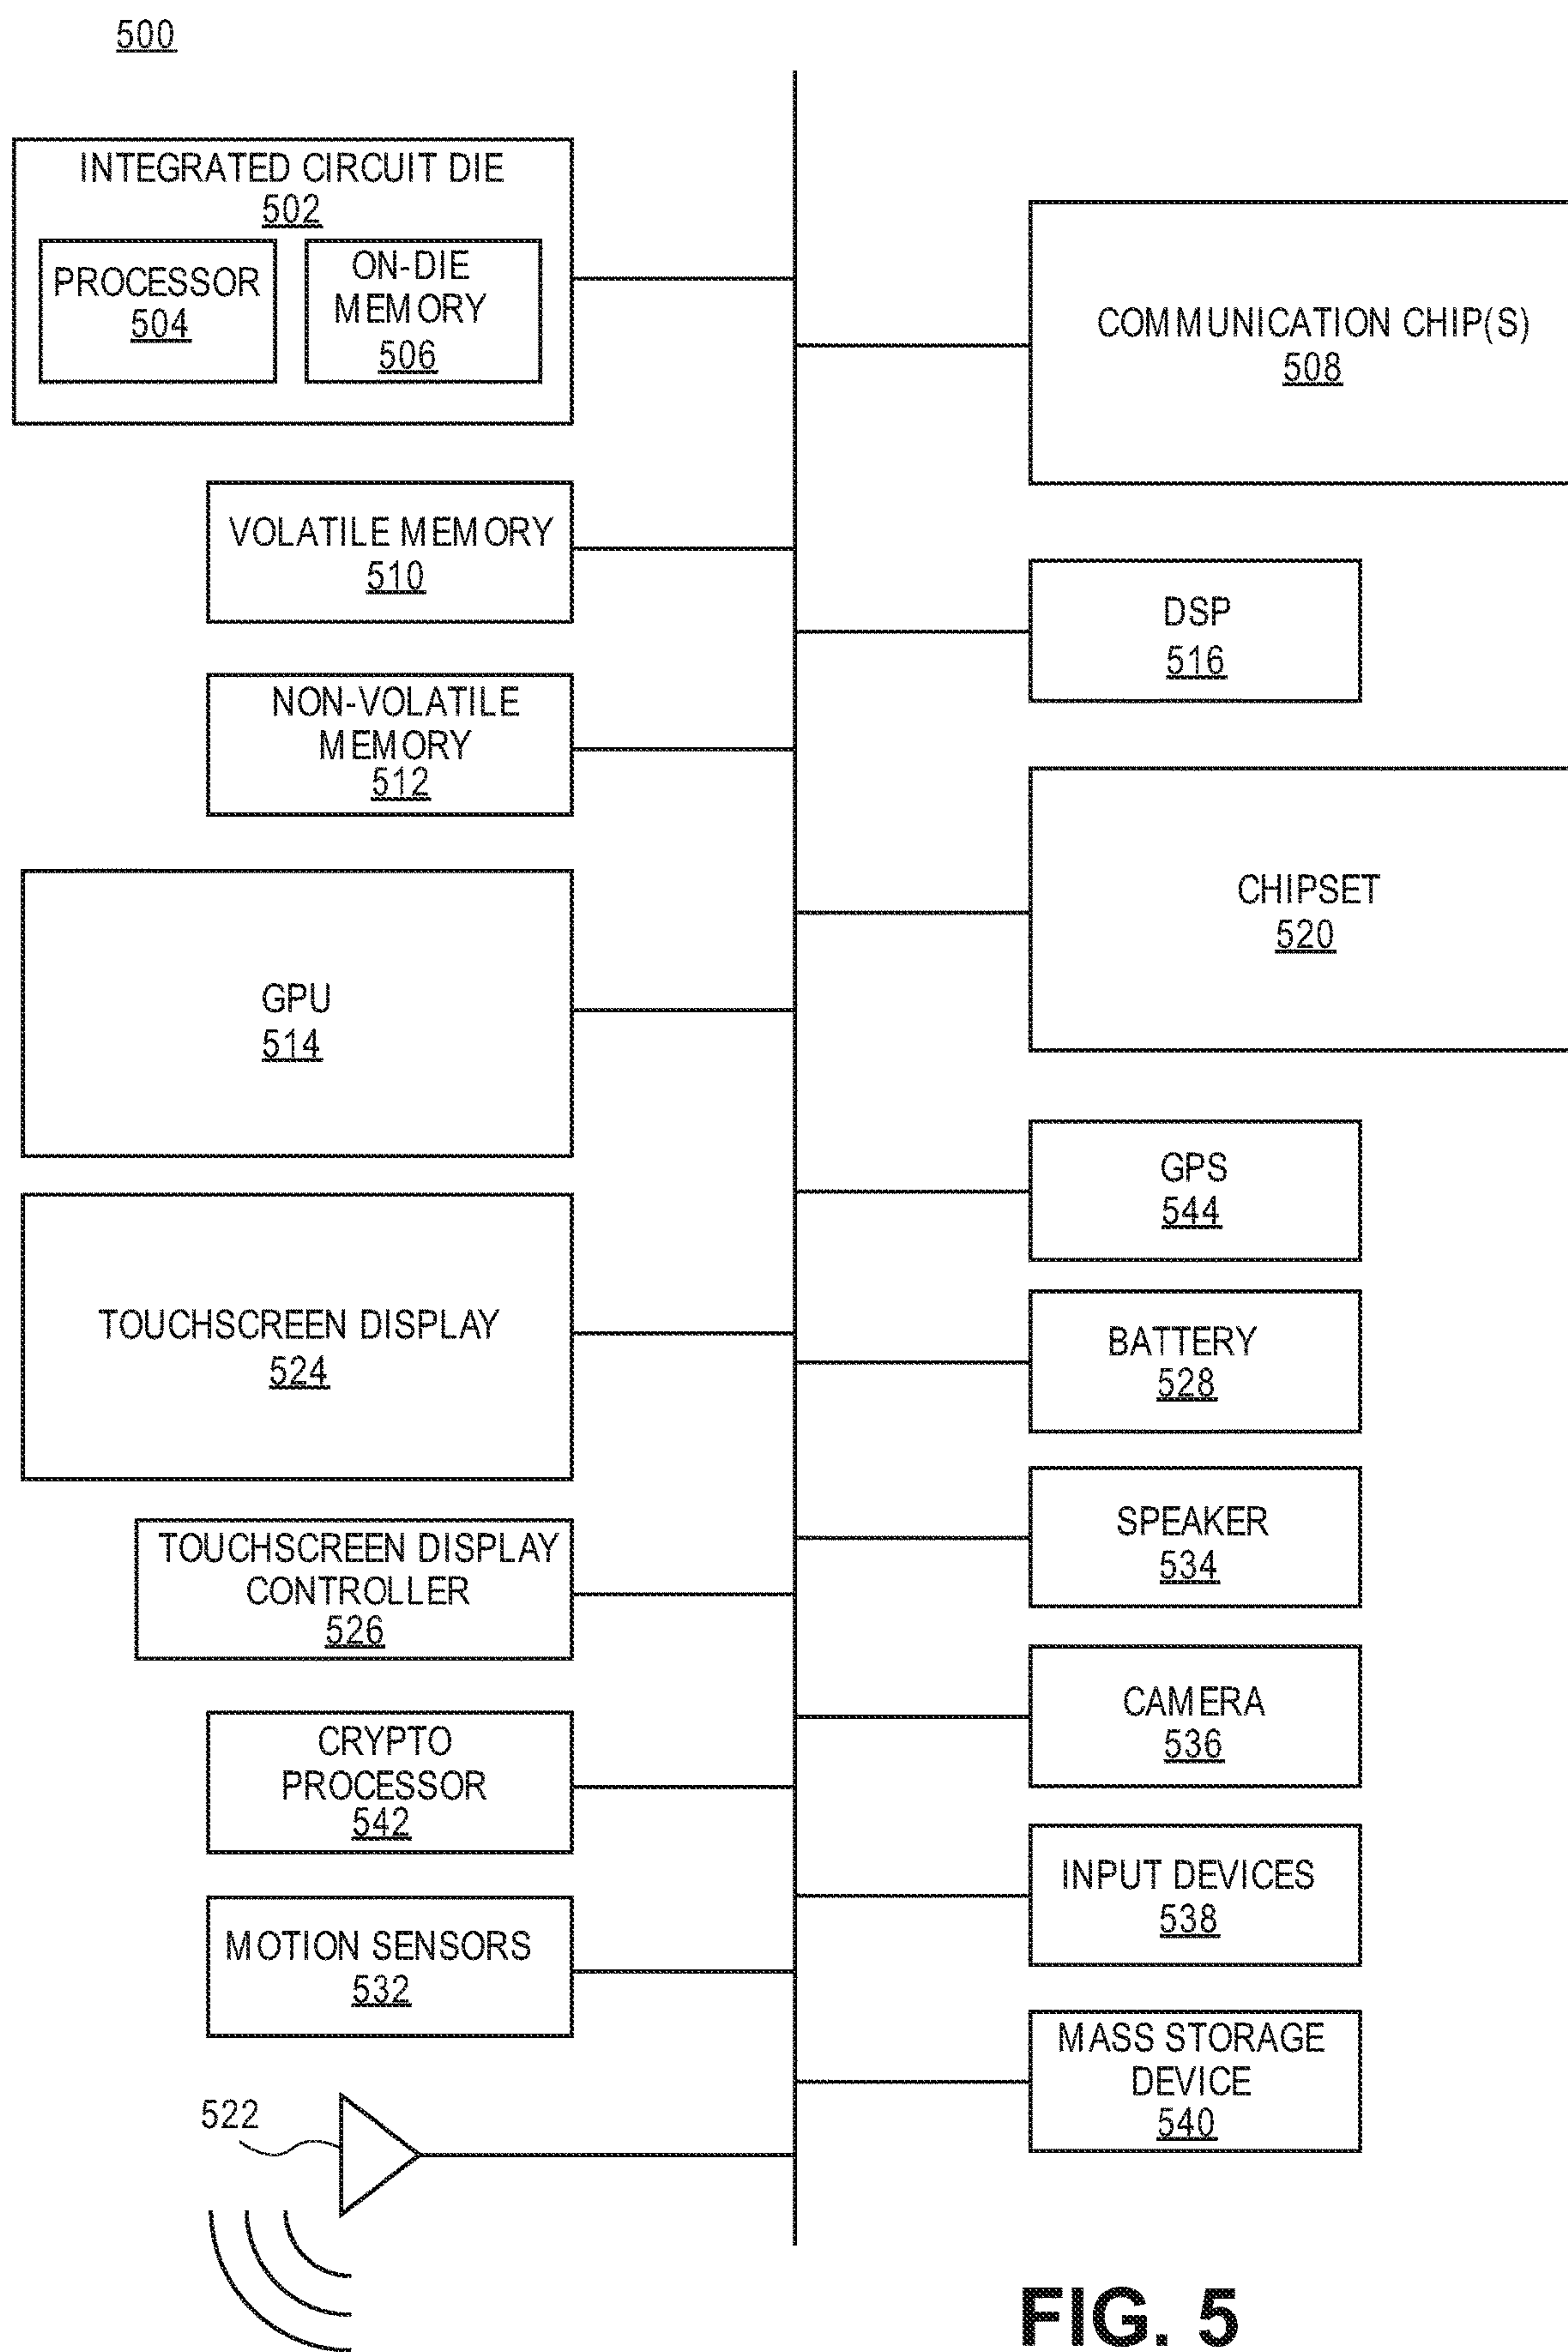 500
INTEGRATED CIRCUIT DIE
502
PROCESSOR
504
ON-DIE
MEMORY
506
VOLATILE MEMORY
510
NON-VOLATILE
MEMORY
512
GPU
514
TOUCHSCREEN DISPLAY
524
TOUCHSCREEN DISPLAY
CONTROLLER
526
CRYPTO
PROCESSOR
542
MOTION SENSORS
532
522
COMMUNICATION CHIP(S)
508
DSP
516
CHIPSET
520
GPS
544
BATTERY
528
SPEAKER
534
CAMERA
536
INPUT DEVICES
538
MASS STORAGE
DEVICE
540
FIG. 5